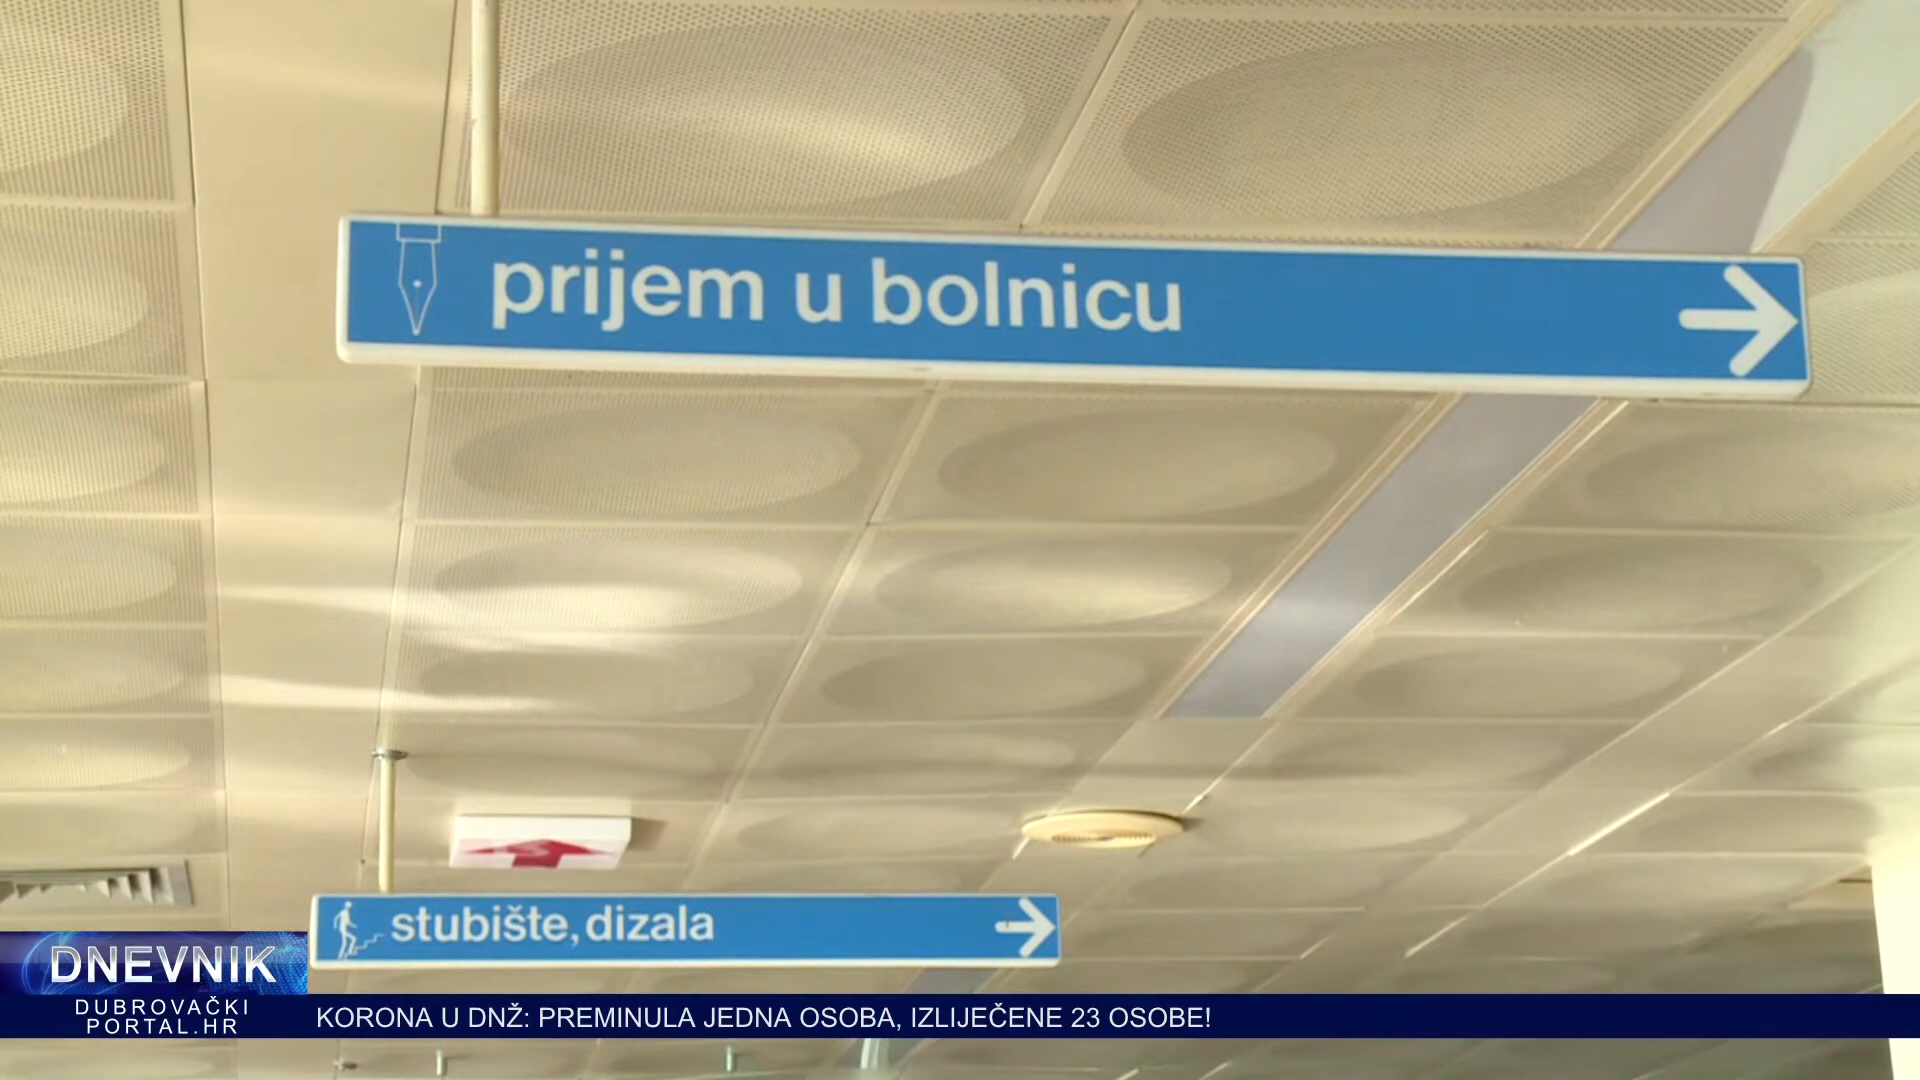 prijem u bolnicu
stubište, dizala
DNEVNIK
DUBROVAČKI
PORTAL.HR
KORONA U DNŽ: PREMINULA JEDNA OSOBA, IZLIJEČENE 23 OSOBE!